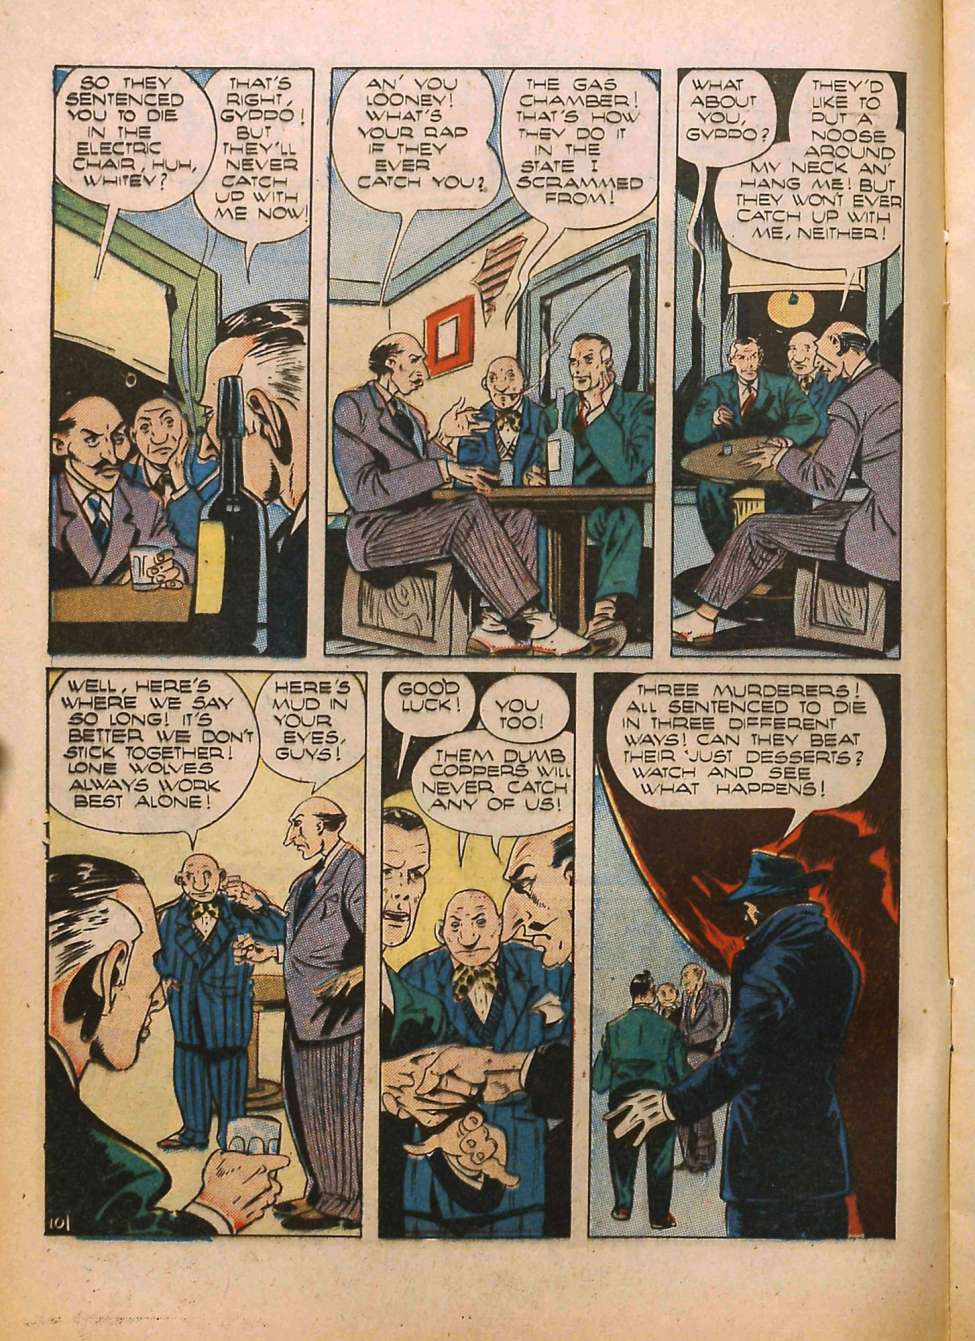 SO THEY
SENTENCED
YOU TO DIE
IN THE
ELECTRIC
CHAIR, HUH,
WHITEY?
THAT'S
RIGHT,
GYPPO!
BUT
THEY'LL
NEVER
CATCH
UP WITH
ME NOW!
AN' YOU
LOONEY!
WHAT'S
YOUR RAP
IF THEY
EVER
CATCH YOU?
THE GAS
CHAMBER!
THAT'S HOW
THEY DO IT
IN THE
STATE I
SCRAMMED
FROM!
WHAT
ABOUT
YOU,
GYPPO?
THEY'D
LIKE TO
PUT A
NOOSE
AROUND
MY NECK AN'
HANG ME! BUT
THEY WON'T EVER
CATCH UP WITH
ME, NEITHER!
WELL, HERE'S
WHERE WE SAY
SO LONG! IT'S
BETTER WE DON'T
STICK TOGETHER!
LONE WOLVES
ALWAYS WORK
BEST ALONE!
HERE'S
MUD IN
YOUR
EYES,
GUYS!
GOOD
LUCK!
YOU
TOO!
THEM DUMB
COPPERS WILL
NEVER CATCH
ANY OF US!
THREE MURDERERS!
ALL SENTENCED TO DIE
IN THREE DIFFERENT
WAYS! CAN THEY BEAT
THEIR 'JUST DESSERTS?
WATCH AND SEE
WHAT HAPPENS!
101